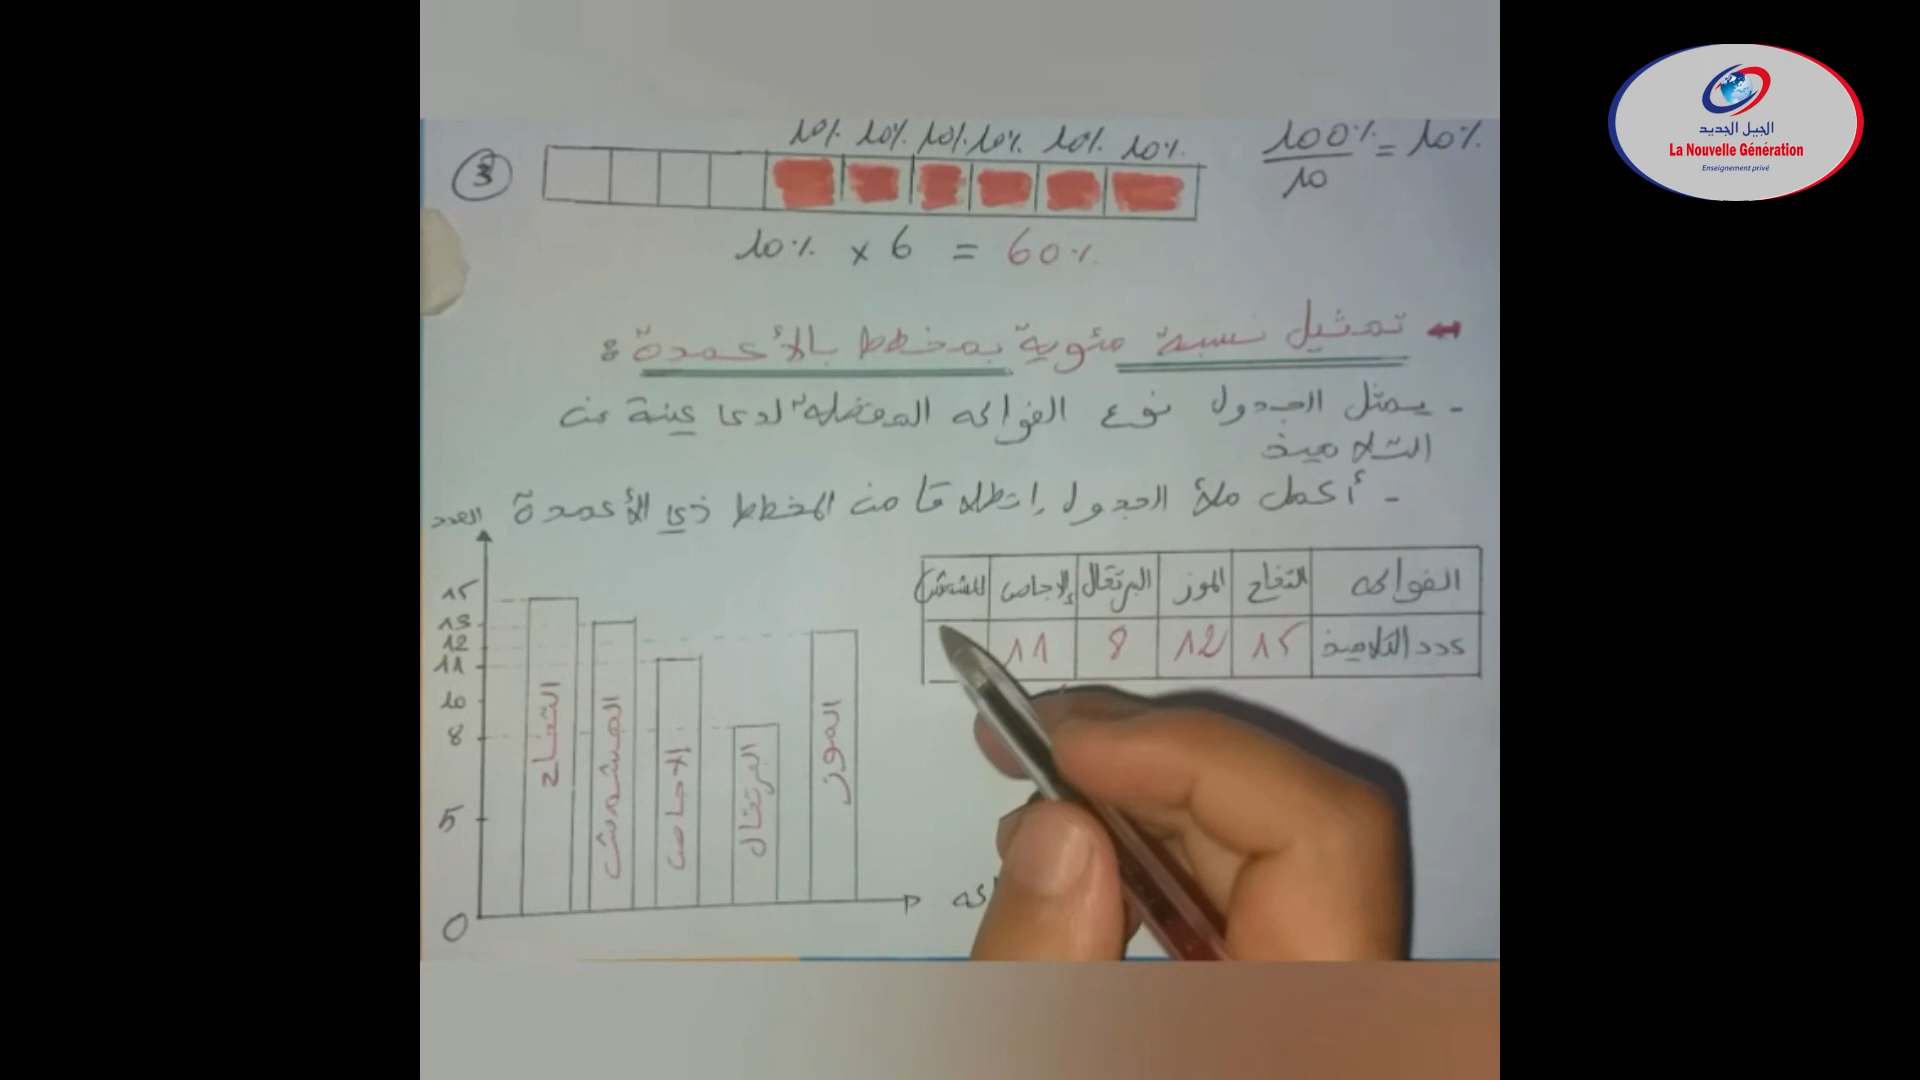 10% 10% 10% 10% 10% 10%
100%/10 = 10%
3
10% × 6 = 60%
تمثيل نسبة مئوية بمخطط بالأعمدة :
- يمثل الجدول نوع الفواكه المفضلة لدى عينة من
التلاميذ
- أكمل ملأ الجدول إنطلاقا من المخطط ذي الأعمدة
العدد
15
13
12
11
10
8
5
0
التفاح
المشمش
الاجاص
البرتقال
الموز
الفواكه التفاح الموز البرتقال الإجاص المشمش
عدد التلاميذ 15 12 8 11
الجيل الجديد
La Nouvelle Génération
Enseignement privé